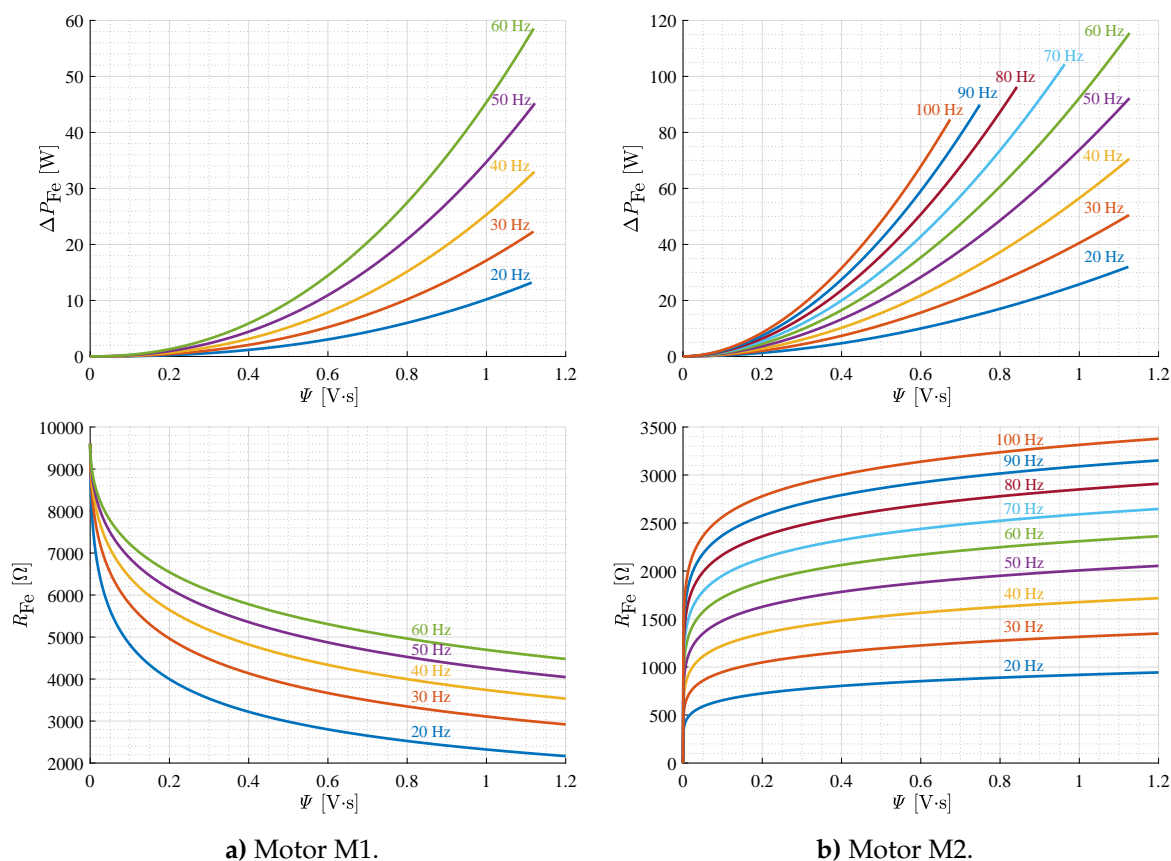 60
50
40
30
20
10
0
0
0.2
0.4
0.6
0.8
1
1.2
ΔP_Fe [W]
Ψ [V·s]
60 Hz
50 Hz
40 Hz
30 Hz
20 Hz
120
100
80
60
40
20
0
0
0.2
0.4
0.6
0.8
1
1.2
ΔP_Fe [W]
Ψ [V·s]
60 Hz
70 Hz
80 Hz
90 Hz
100 Hz
50 Hz
40 Hz
30 Hz
20 Hz
10000
9000
8000
7000
6000
5000
4000
3000
2000
0
0.2
0.4
0.6
0.8
1
1.2
R_Fe [Ω]
Ψ [V·s]
60 Hz
50 Hz
40 Hz
30 Hz
20 Hz
3500
3000
2500
2000
1500
1000
500
0
0
0.2
0.4
0.6
0.8
1
1.2
R_Fe [Ω]
Ψ [V·s]
100 Hz
90 Hz
80 Hz
70 Hz
60 Hz
50 Hz
40 Hz
30 Hz
20 Hz
a) Motor M1.
b) Motor M2.